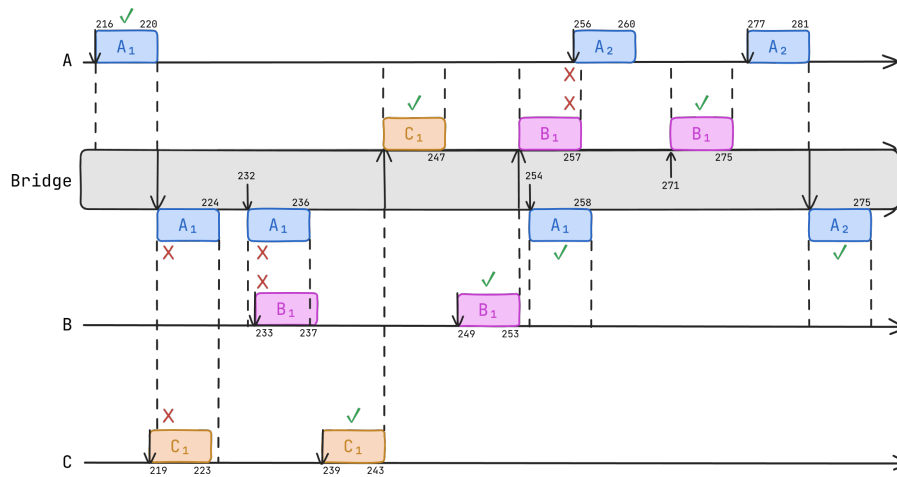 216 ✓ 220 256 260 277 281
A A₁ A₂ A₂
X
✓ X ✓
C₁ B₁ B₁
247 257 275
Bridge 232 254 271
224 236 258 275
A₁ A₁ A₁ A₂
X X ✓ ✓
X ✓
B₁ B₁
B
233 237 249 253
X ✓
C₁ C₁
C
219 223 239 243